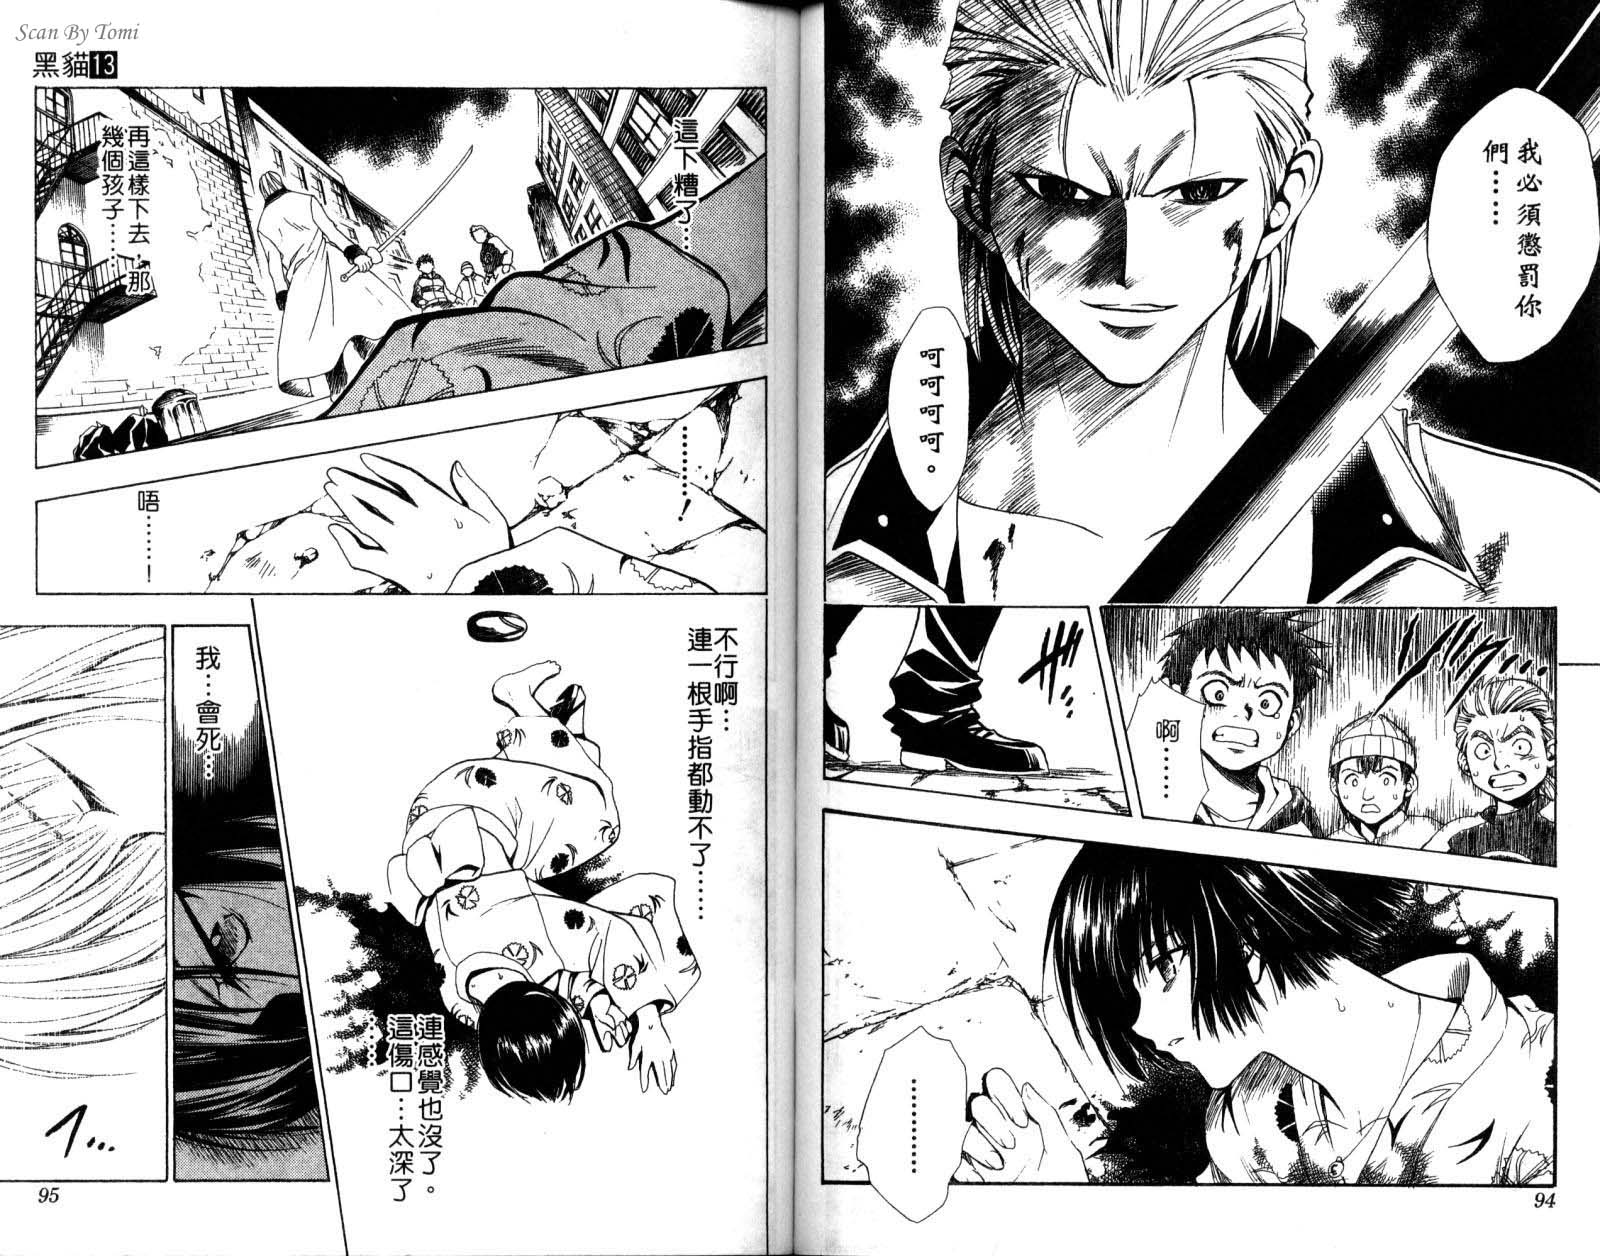 Scan By Tomi
黑貓13
我必須懲罰你
們……
呵呵呵呵。
啊……
…………
94
這下糟了…
再這樣下去，那
幾個孩子……
………！
唔………！
不行啊…
連一根手指都動不了……
連感覺也沒了。
這傷口…太深了
……
我…會死…
95